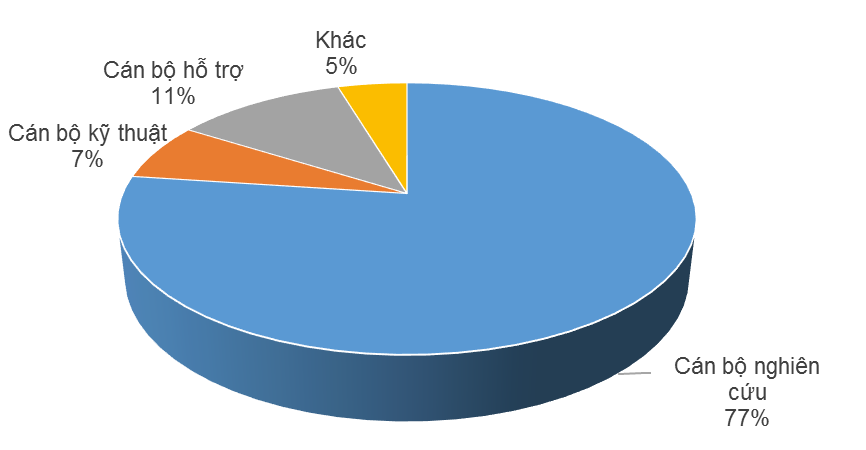 Khác
5%
Cán bộ hỗ trợ
11%
Cán bộ kỹ thuật
7%
Cán bộ nghiên
cứu
77%